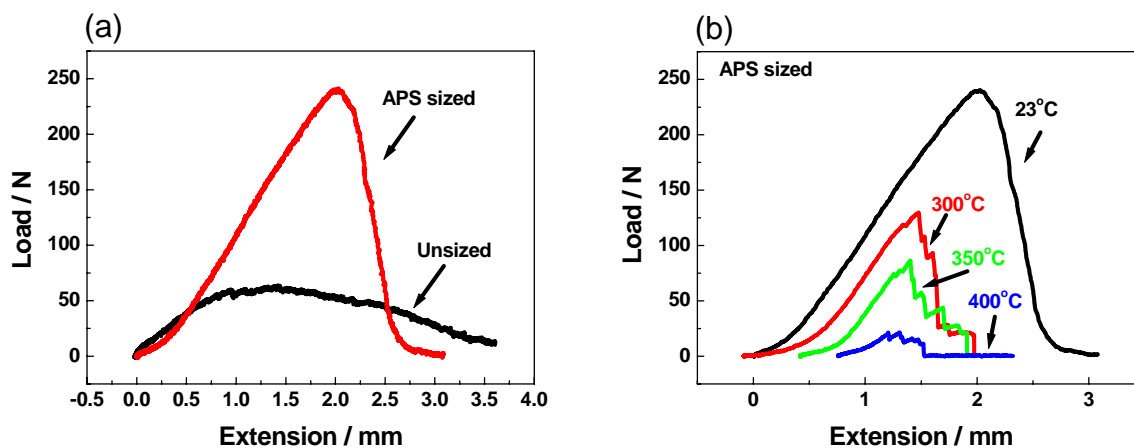 (a)
250
200
150
100
50
0
Load / N
APS sized
Unsized
-0.5 0.0 0.5 1.0 1.5 2.0 2.5 3.0 3.5 4.0
Extension / mm
(b)
APS sized
250
200
150
100
50
0
Load / N
23°C
300°C
350°C
400°C
0 1 2 3
Extension / mm